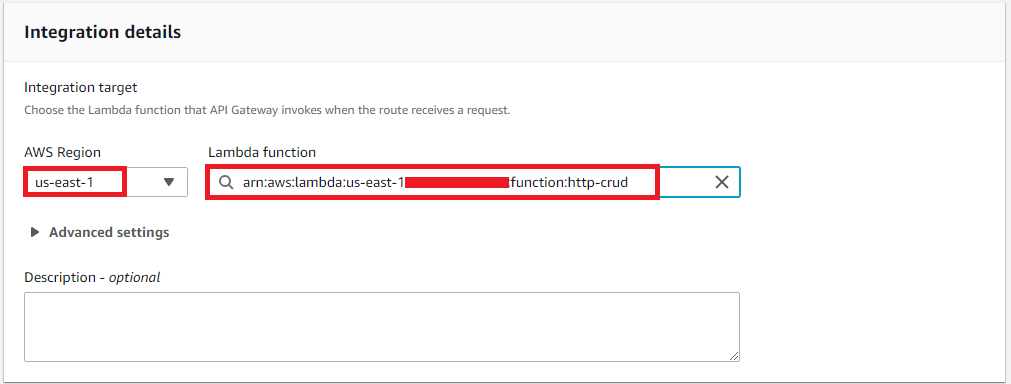 Integration details
Integration target
Choose the Lambda function that API Gateway invokes when the route receives a request.
AWS Region
Lambda function
us-east-1
arn:aws:lambda:us-east-1 :function:http-crud
Advanced settings
Description - optional